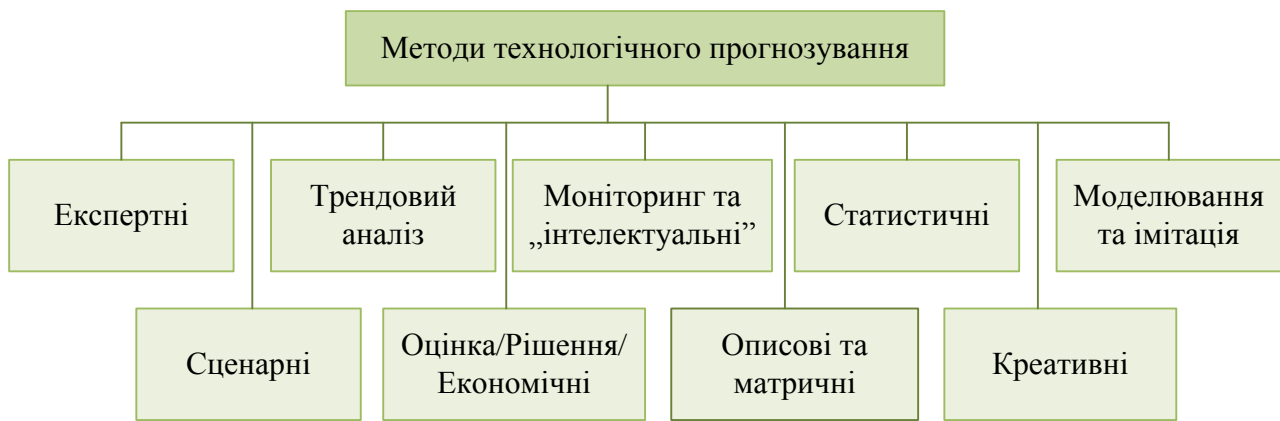 Методи технологічного прогнозування
Експертні
Трендовий
аналіз
Моніторинг та
„інтелектуальні”
Статистичні
Моделювання
та імітація
Сценарні
Оцінка/Рішення/
Економічні
Описові та
матричні
Креативні